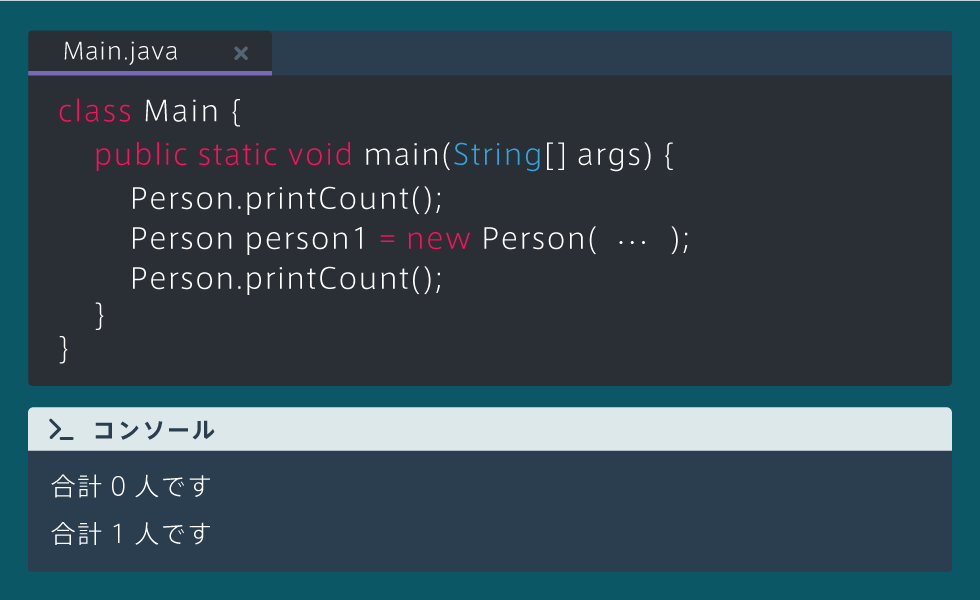 Main.java ×
class Main {
public static void main(String[] args) {
Person.printCount();
Person person1 = new Person( … );
Person.printCount();
}
}
>_ コンソール
合計 0 人です
合計 1 人です